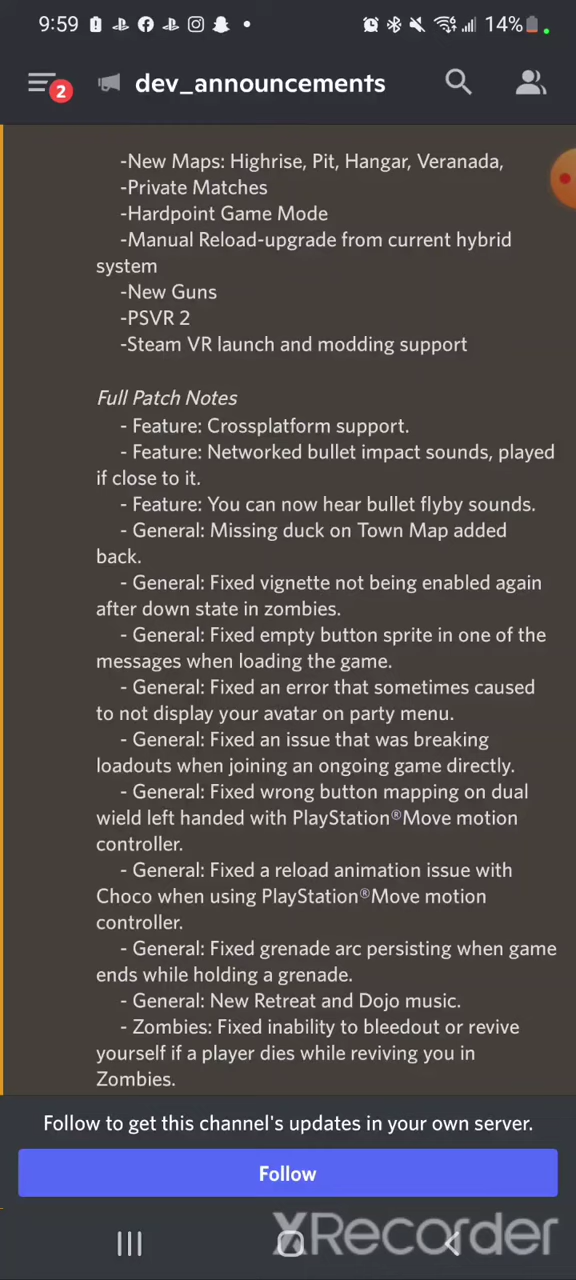 9:59
14%
2
dev_announcements
-New Maps: Highrise, Pit, Hangar, Veranada,
-Private Matches
-Hardpoint Game Mode
-Manual Reload-upgrade from current hybrid
system
-New Guns
-PSVR 2
-Steam VR launch and modding support
Full Patch Notes
- Feature: Crossplatform support.
- Feature: Networked bullet impact sounds, played
if close to it.
- Feature: You can now hear bullet flyby sounds.
- General: Missing duck on Town Map added
back.
- General: Fixed vignette not being enabled again
after down state in zombies.
- General: Fixed empty button sprite in one of the
messages when loading the game.
- General: Fixed an error that sometimes caused
to not display your avatar on party menu.
- General: Fixed an issue that was breaking
loadouts when joining an ongoing game directly.
- General: Fixed wrong button mapping on dual
wield left handed with PlayStation®Move motion
controller.
- General: Fixed a reload animation issue with
Choco when using PlayStation®Move motion
controller.
- General: Fixed grenade arc persisting when game
ends while holding a grenade.
- General: New Retreat and Dojo music.
- Zombies: Fixed inability to bleedout or revive
yourself if a player dies while reviving you in
Zombies.
Follow to get this channel's updates in your own server.
Follow
XRecorder